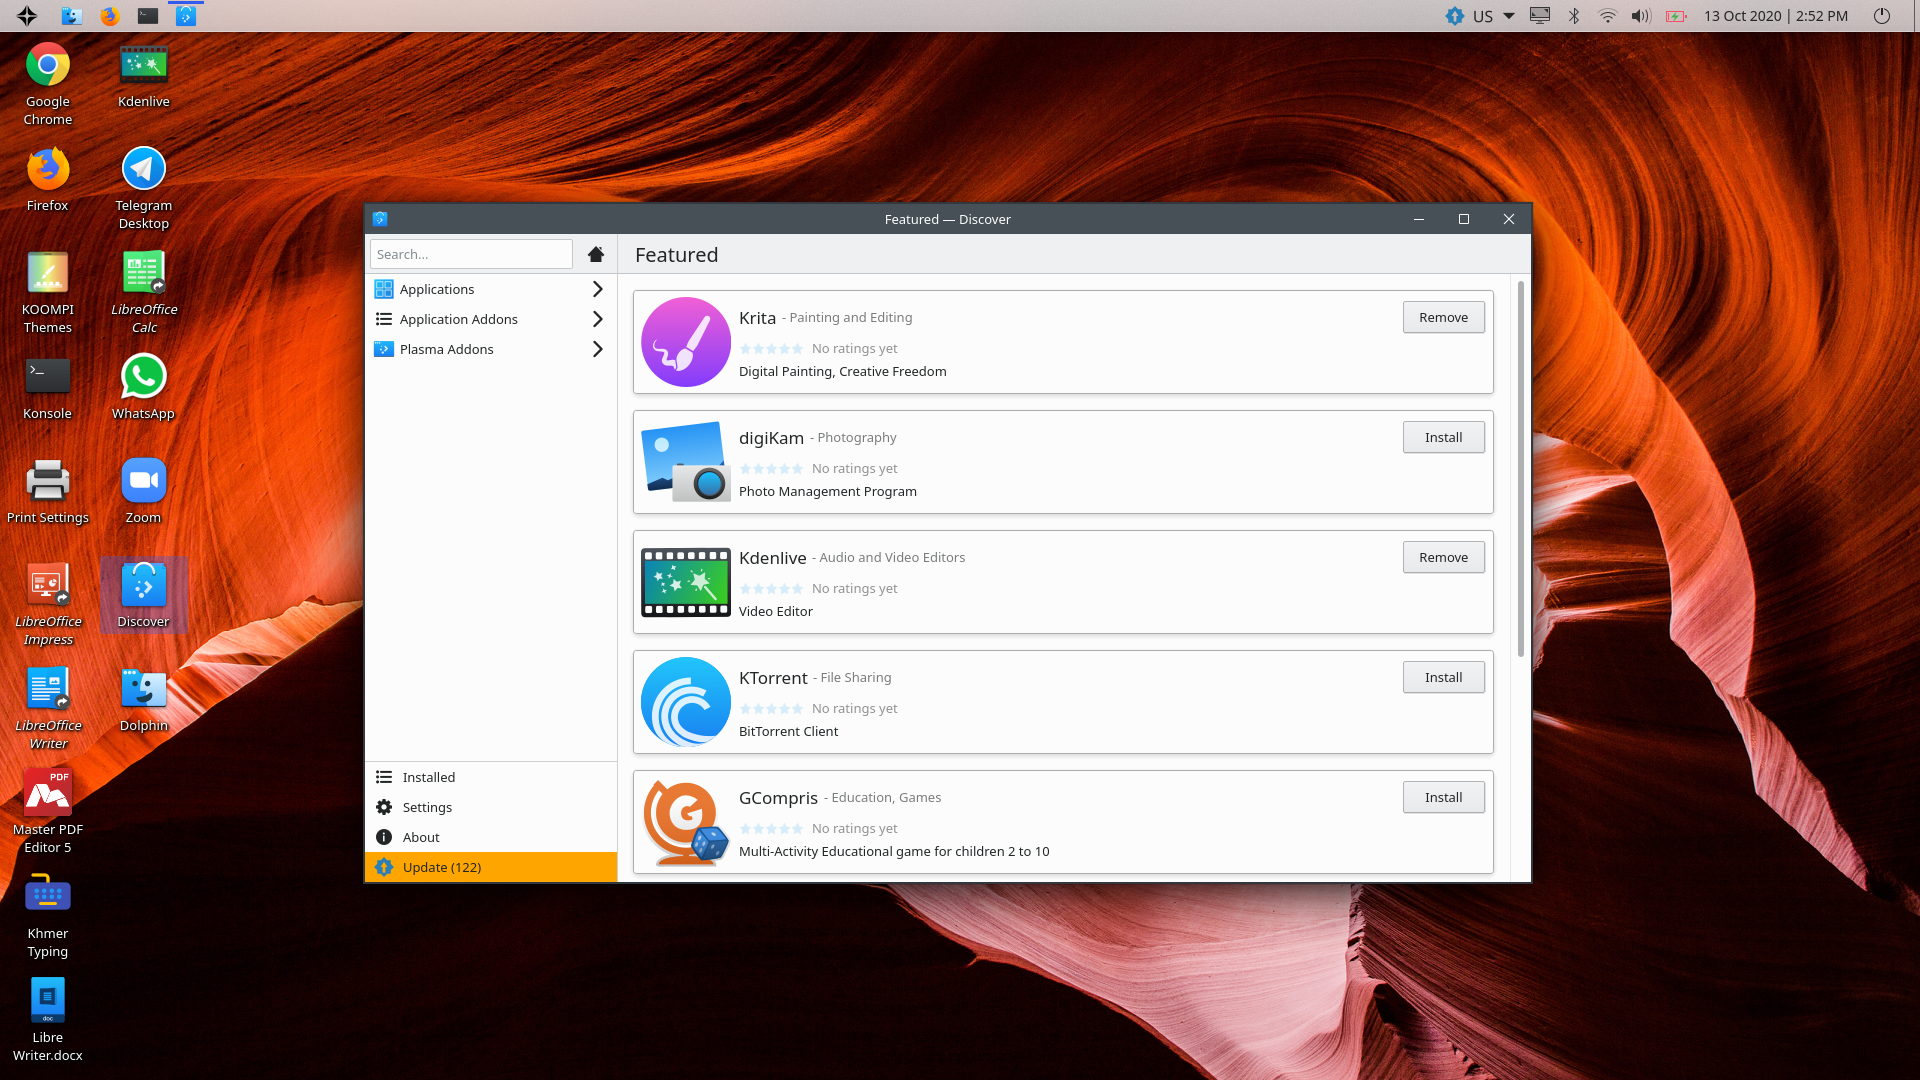 US
13 Oct 2020 | 2:52 PM
Google
Chrome
Kdenlive
Firefox
Telegram
Desktop
KOOMPI
Themes
LibreOffice
Calc
Konsole
WhatsApp
Print Settings
Zoom
LibreOffice
Impress
Discover
LibreOffice
Writer
Dolphin
PDF
Master PDF
Editor 5
Khmer
Typing
doc
Libre
Writer.docx
Featured — Discover
Search...
Featured
Applications
Application Addons
Plasma Addons
Installed
Settings
About
Update (122)
Krita - Painting and Editing
Remove
No ratings yet
Digital Painting, Creative Freedom
digiKam - Photography
Install
No ratings yet
Photo Management Program
Kdenlive - Audio and Video Editors
Remove
No ratings yet
Video Editor
KTorrent - File Sharing
Install
No ratings yet
BitTorrent Client
GCompris - Education, Games
Install
No ratings yet
Multi-Activity Educational game for children 2 to 10